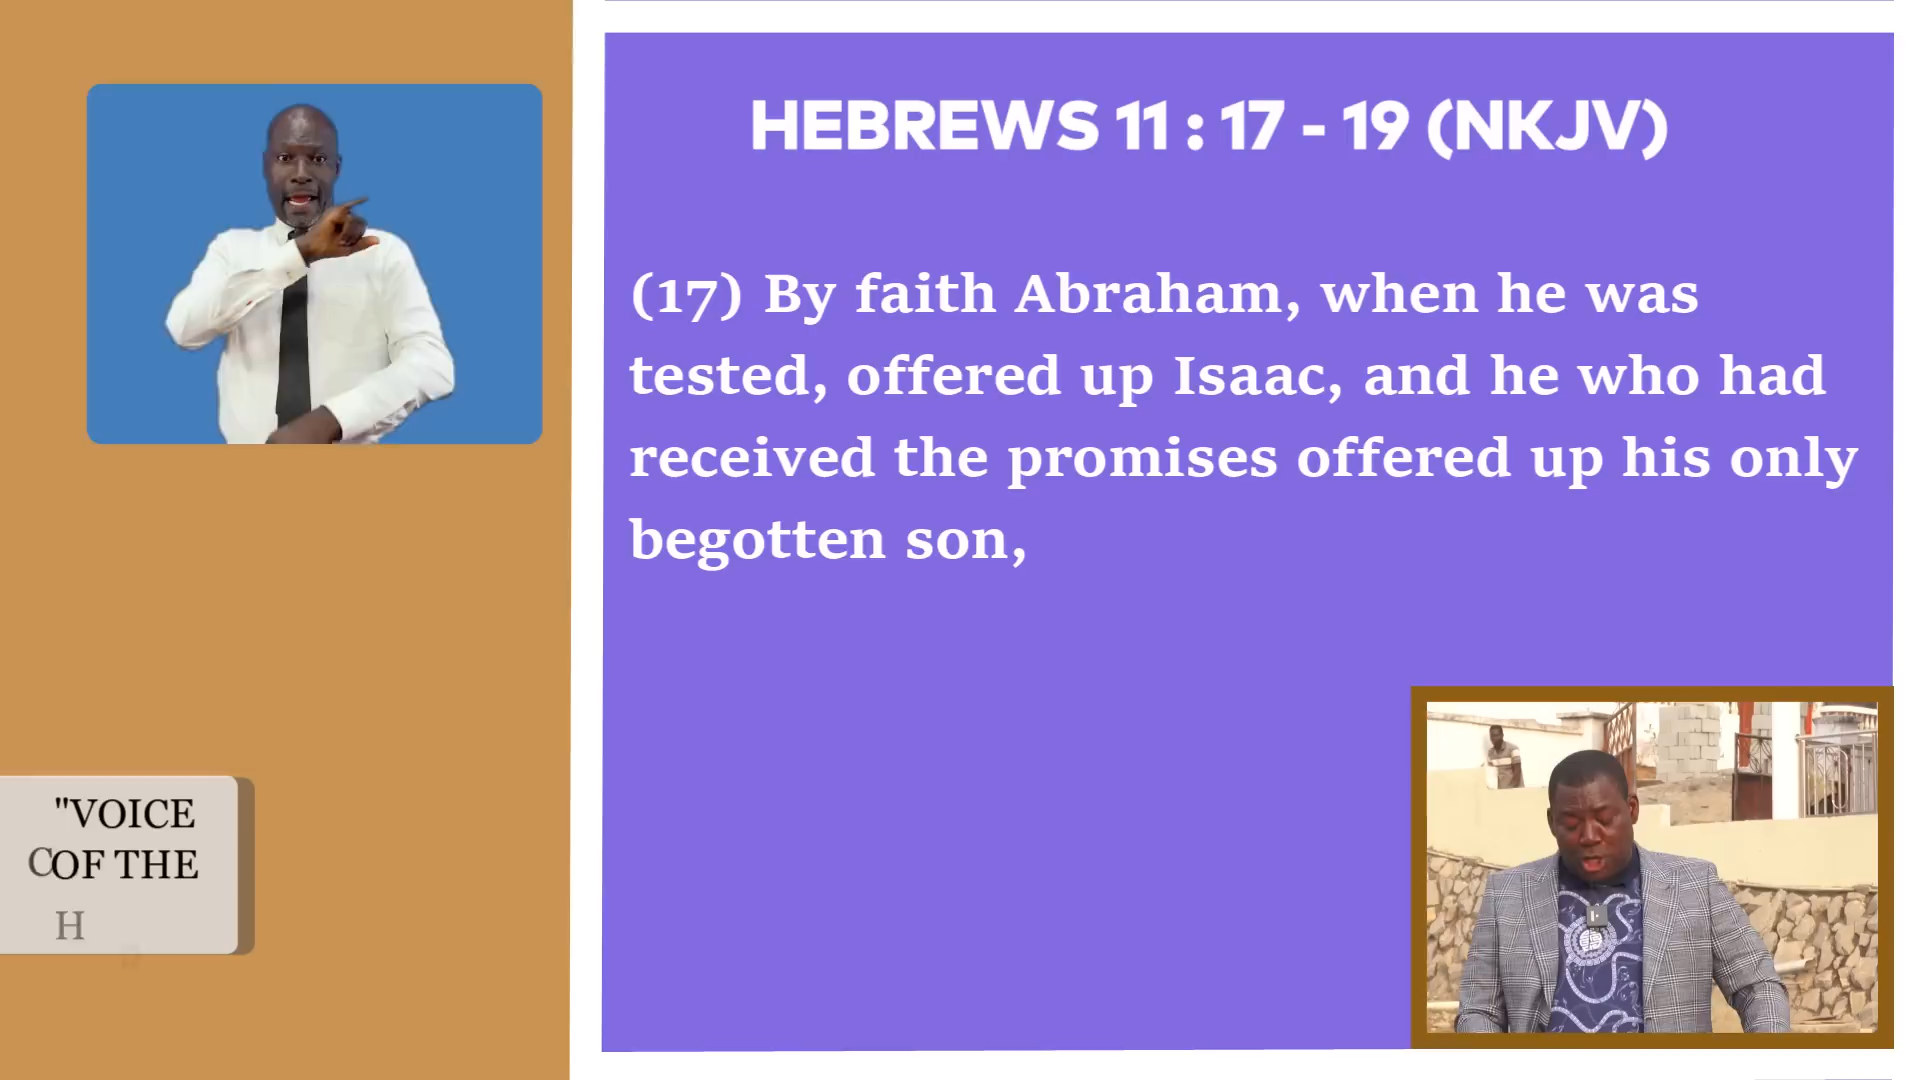 HEBREWS 11 : 17 - 19 (NKJV)
(17) By faith Abraham, when he was
tested, offered up Isaac, and he who had
received the promises offered up his only
begotten son,
"VOICE
OF THE